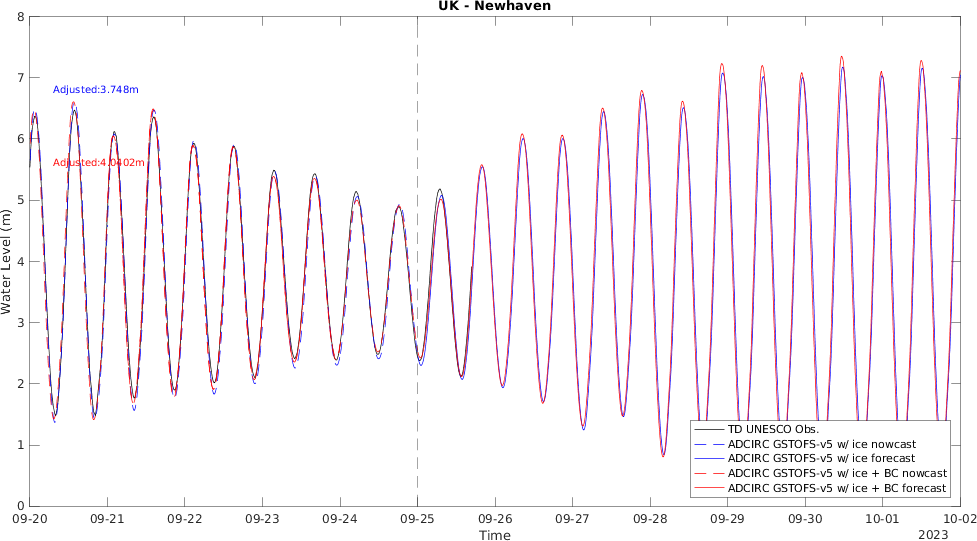 UK - Newhaven
8
7
6
5
4
3
2
1
0
Water Level (m)
Adjusted:3.748m
Adjusted:4.0402m
TD UNESCO Obs.
ADCIRC GSTOFS-v5 w/ ice nowcast
ADCIRC GSTOFS-v5 w/ ice forecast
ADCIRC GSTOFS-v5 w/ ice + BC nowcast
ADCIRC GSTOFS-v5 w/ ice + BC forecast
09-20 09-21 09-22 09-23 09-24 09-25 09-26 09-27 09-28 09-29 09-30 10-01 10-02
Time
2023